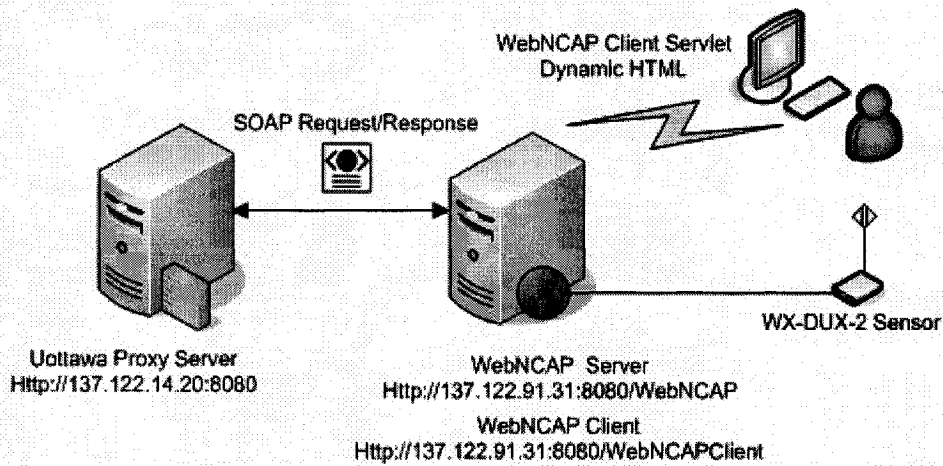 WebNCAP Client Servlet
Dynamic HTML
SOAP Request/Response
WX-DUX-2 Sensor
Uottawa Proxy Server
Http://137.122.14.20:8080
WebNCAP Server
Http://137.122.91.31:8080/WebNCAP
WebNCAP Client
Http://137.122.91.31:8080/WebNCAPClient